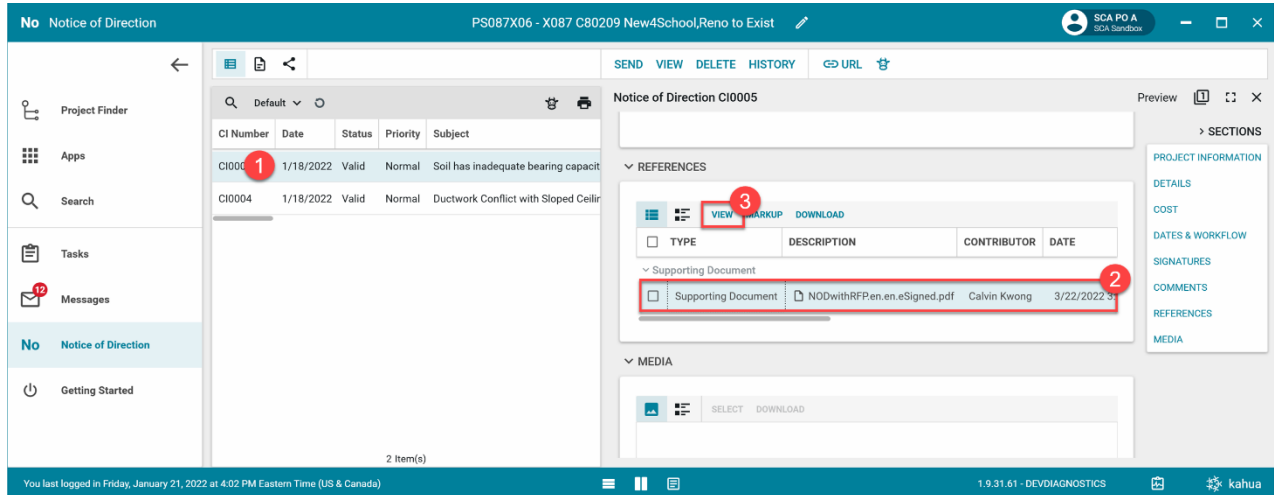 No Notice of Direction
PS087X06 - X087 C80209 New4School,Reno to Exist
SCA PO A
SCA Sandbox
Project Finder
Apps
Search
Tasks
12
Messages
No Notice of Direction
Getting Started
Default
CI Number Date Status Priority Subject
1/18/2022 Valid Normal Soil has inadequate bearing capacit
1
CI0004 1/18/2022 Valid Normal Ductwork Conflict with Sloped Ceilin
2 Item(s)
SEND VIEW DELETE HISTORY URL
Notice of Direction CI0005
Preview 1
REFERENCES
3
VIEW MARKUP DOWNLOAD
TYPE DESCRIPTION CONTRIBUTOR DATE
Supporting Document
2
Supporting Document NODwithRFP.en.en.eSigned.pdf Calvin Kwong 3/22/2022
MEDIA
SELECT DOWNLOAD
SECTIONS
PROJECT INFORMATION
DETAILS
COST
DATES & WORKFLOW
SIGNATURES
COMMENTS
REFERENCES
MEDIA
You last logged in Friday, January 21, 2022 at 4:02 PM Eastern Time (US & Canada)
1.9.31.61 - DEVDIAGNOSTICS
kahua